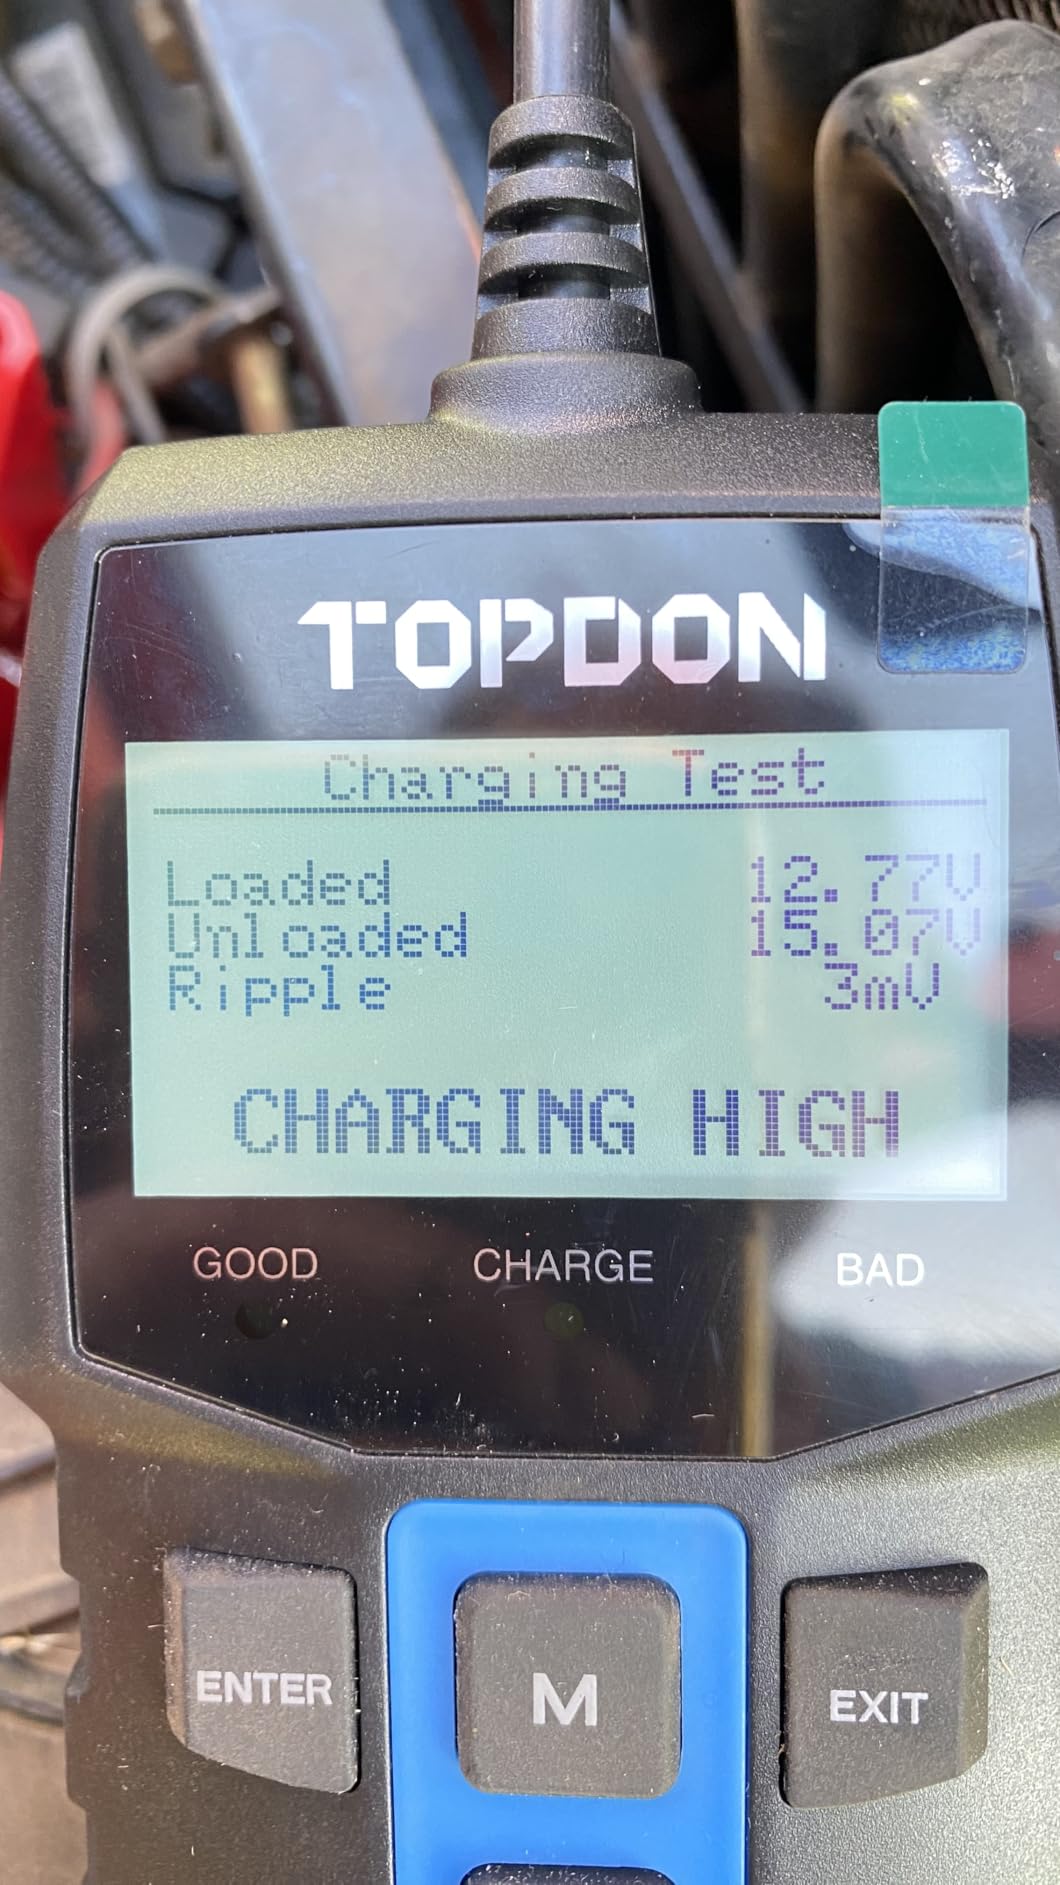 TOPDON
Charging Test
Loaded 12.77V
Unloaded 15.07V
Ripple 3mV
CHARGING HIGH
GOOD CHARGE BAD
ENTER M EXIT